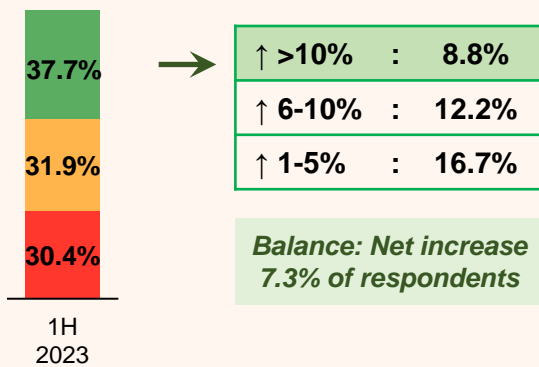 37.7%
31.9%
30.4%
1H
2023
↑ >10% : 8.8%
↑ 6-10% : 12.2%
↑ 1-5% : 16.7%
Balance: Net increase
7.3% of respondents